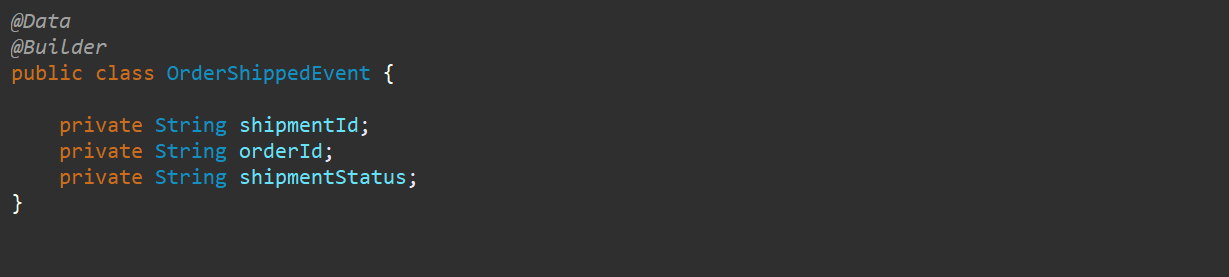 @Data
@Builder
public class OrderShippedEvent {
private String shipmentId;
private String orderId;
private String shipmentStatus;
}